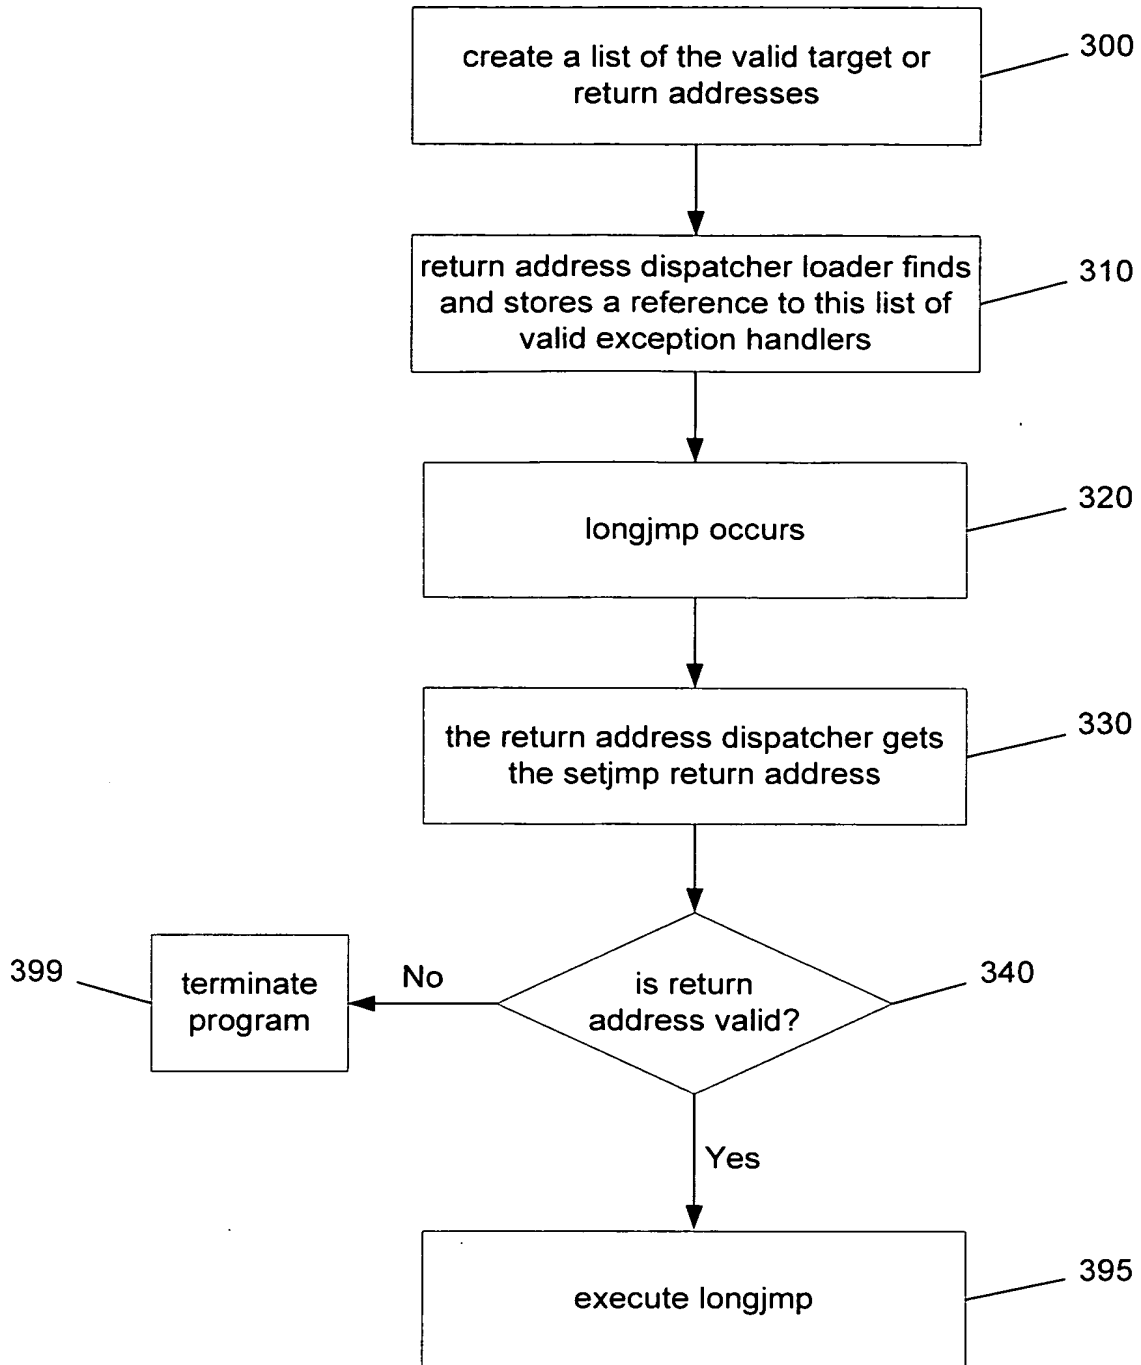 create a list of the valid target or
return addresses
300
return address dispatcher loader finds
and stores a reference to this list of
valid exception handlers
310
longjmp occurs
320
the return address dispatcher gets
the setjmp return address
330
399
terminate
program
No
is return
address valid?
340
Yes
execute longjmp
395